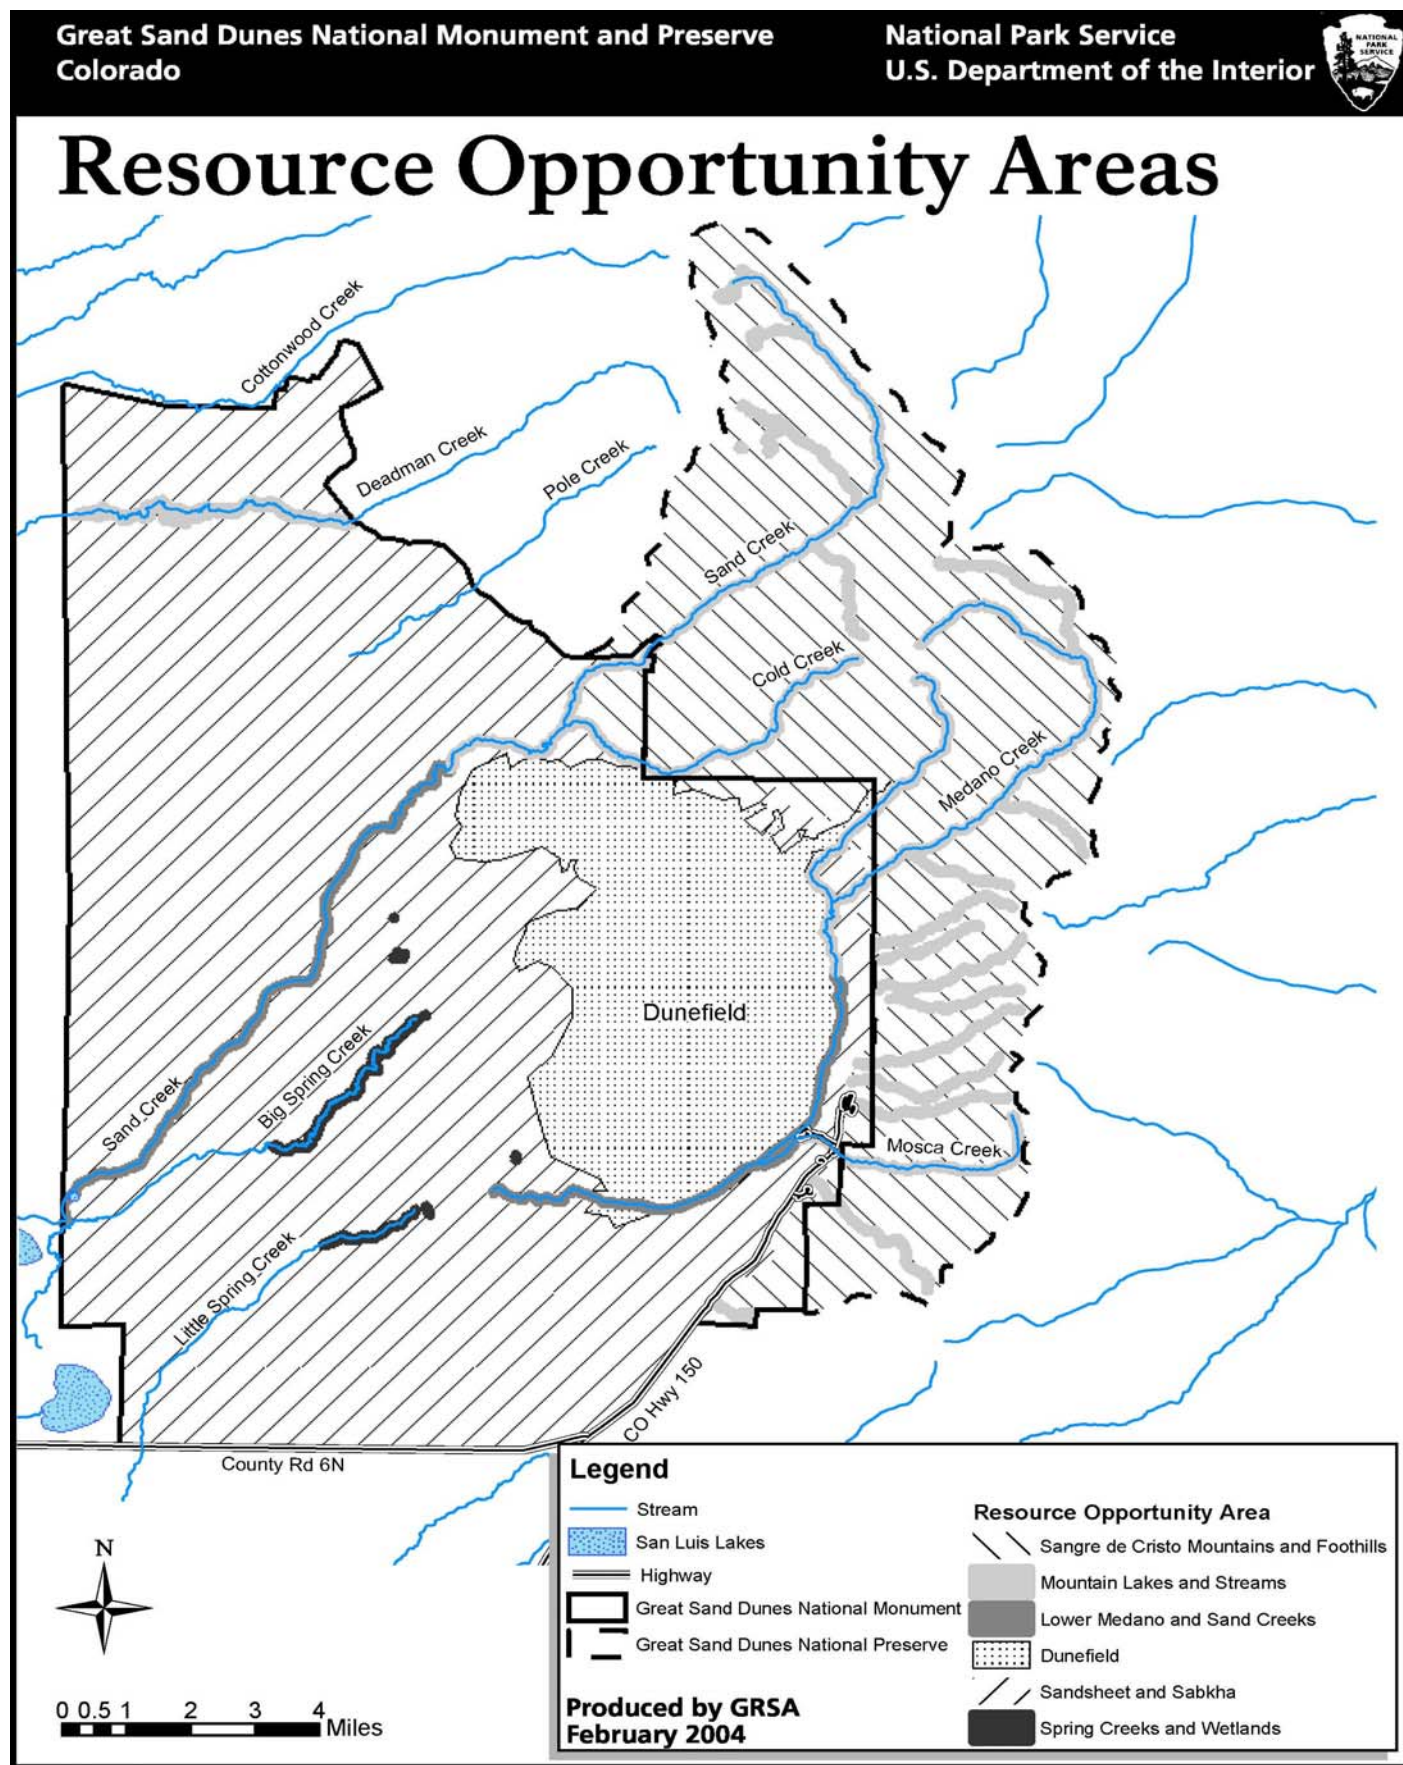 Great Sand Dunes National Monument and Preserve
Colorado
National Park Service
U.S. Department of the Interior
NATIONAL
PARK
SERVICE
Resource Opportunity Areas
Cottonwood Creek
Deadman Creek
Pole Creek
Sand Creek
Cold Creek
Medano Creek
Dunefield
Big Spring Creek
Sand Creek
Mosca Creek
Little Spring Creek
CO Hwy 150
County Rd 6N
Legend
Stream
San Luis Lakes
Highway
Great Sand Dunes National Monument
Great Sand Dunes National Preserve
Produced by GRSA
February 2004
Resource Opportunity Area
Sangre de Cristo Mountains and Foothills
Mountain Lakes and Streams
Lower Medano and Sand Creeks
Dunefield
Sandsheet and Sabkha
Spring Creeks and Wetlands
N
0 0.5 1 2 3 4
Miles